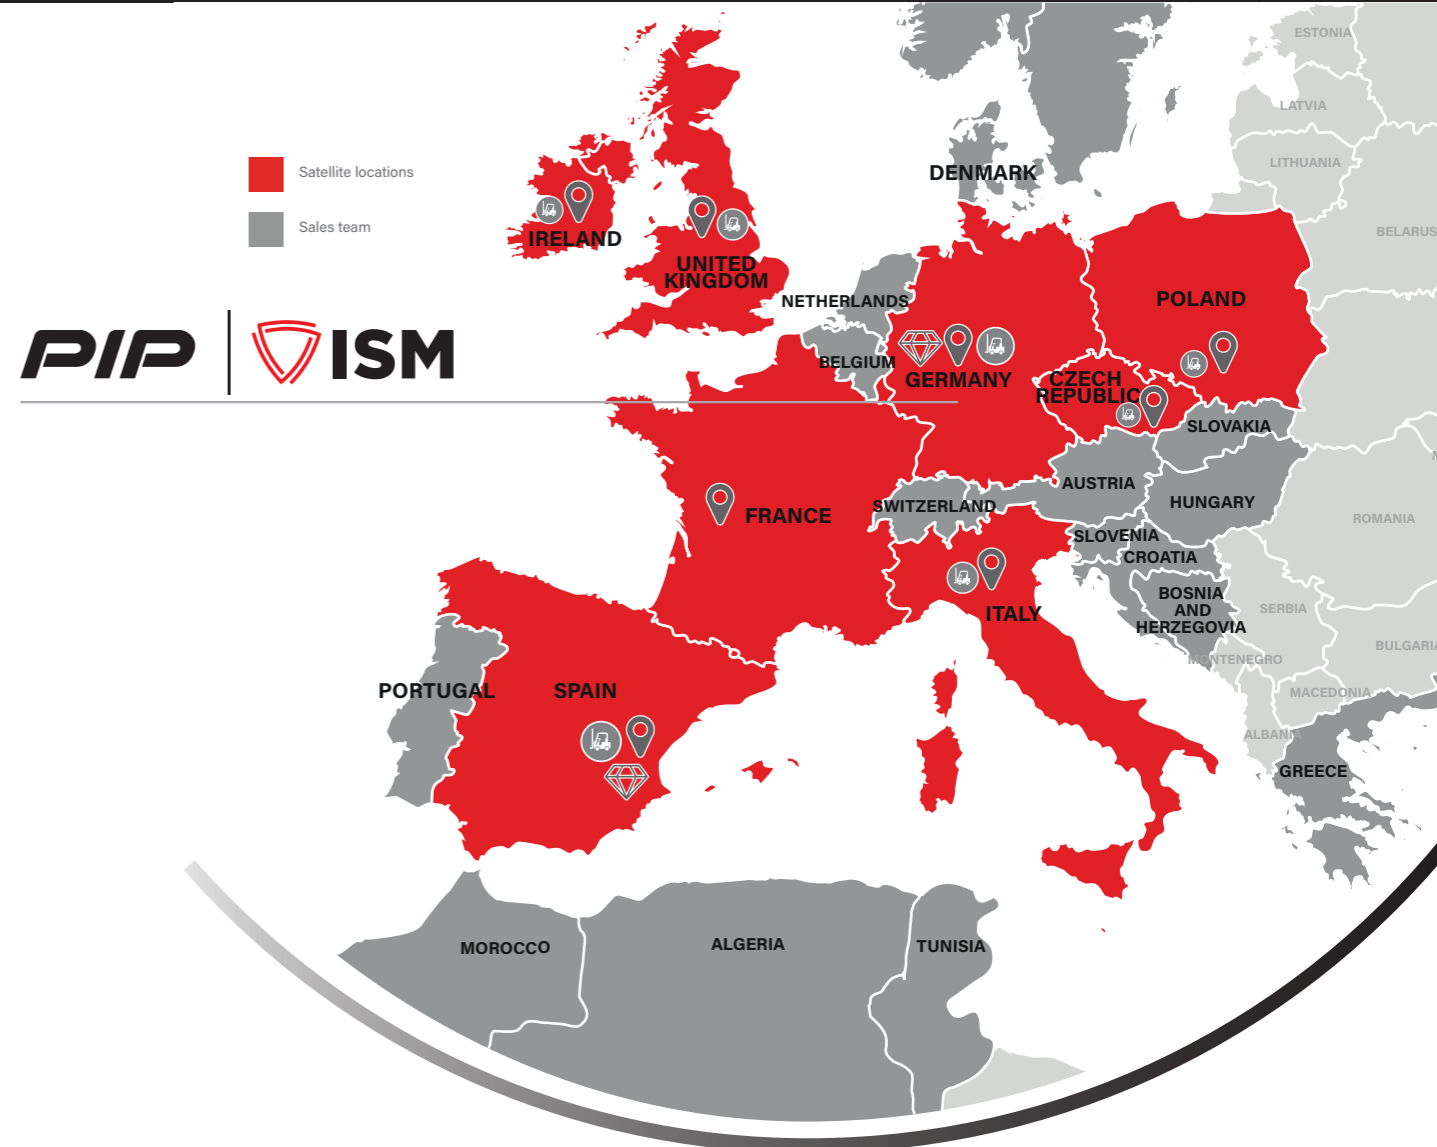 ESTONIA
LATVIA
LITHUANIA
Satellite locations
DENMARK
Sales team
BELARUS
IRELAND
UNITED
KINGDOM
NETHERLANDS
POLAND
PIP
ISM
BELGIUM
GERMANY
CZECH
REPUBLIC
SLOVAKIA
AUSTRIA
HUNGARY
SWITZERLAND
FRANCE
ROMANIA
SLOVENIA
CROATIA
BOSNIA
AND
HERZEGOVIA
SERBIA
ITALY
BULGARIA
MONTENEGRO
PORTUGAL
SPAIN
MACEDONIA
ALBANIA
GREECE
MOROCCO
ALGERIA
TUNISIA